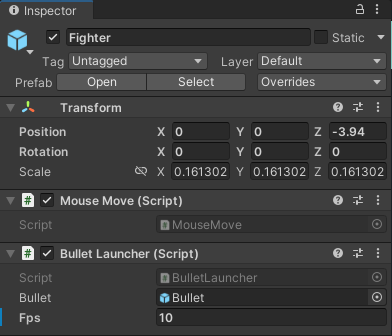 Inspector
Fighter Static
Tag Untagged Layer Default
Prefab Open Select Overrides
Transform
Position X 0 Y 0 Z -3.94
Rotation X 0 Y 0 Z 0
Scale X 0.161302 Y 0.161302 Z 0.161302
Mouse Move (Script)
Script MouseMove
Bullet Launcher (Script)
Script BulletLauncher
Bullet Bullet
Fps 10